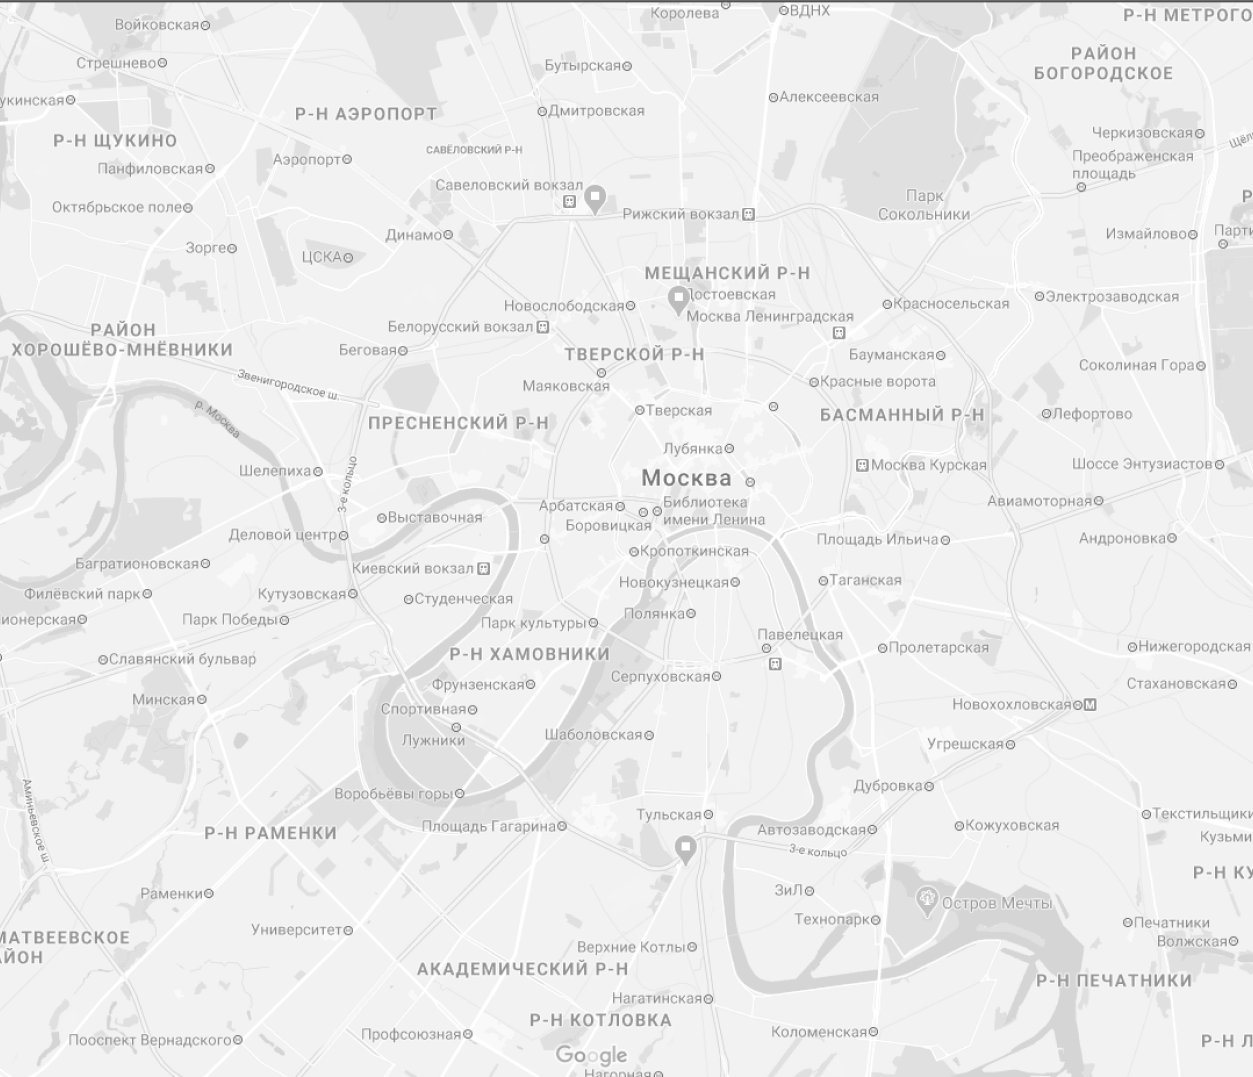 Королева
ВДНХ
Р-Н МЕТРОГО
Войковская
РАЙОН
БОГОРОДСКОЕ
Стрешнево
Бутырская
укинская
Алексеевская
Р-Н АЭРОПОРТ
Дмитровская
Р-Н ЩУКИНО
Черкизовская
САВЁЛОВСКИЙ Р-Н
Аэропорт
Преображенская
площадь
Панфиловская
Савеловский вокзал
Парк
Сокольники
Октябрьское поле
Рижский вокзал
Динамо
Измайлово
Парти
Зорге
ЦСКА
МЕЩАНСКИЙ Р-Н
Достоевская
Электрозаводская
Новослободская
Красносельская
Москва Ленинградская
РАЙОН
ХОРОШЁВО-МНЁВНИКИ
Белорусский вокзал
Беговая
ТВЕРСКОЙ Р-Н
Бауманская
Соколиная Гора
Звенигородское ш.
Маяковская
Красные ворота
р. Москва
Тверская
БАСМАННЫЙ Р-Н
Лефортово
ПРЕСНЕНСКИЙ Р-Н
Лубянка
Шелепиха
Москва Курская
Шоссе Энтузиастов
Москва
3-е кольцо
Арбатская
Библиотека
имени Ленина
Авиамоторная
Выставочная
Боровицкая
Деловой центр
Площадь Ильича
Андроновка
Кропоткинская
Багратионовская
Киевский вокзал
Новокузнецкая
Таганская
Филёвский парк
Кутузовская
Студенческая
ионерская
Парк Победы
Парк культуры
Полянка
Павелецкая
Славянский бульвар
Р-Н ХАМОВНИКИ
Пролетарская
Нижегородская
Фрунзенская
Серпуховская
Стахановская
Минская
Спортивная
Новохохловская
М
Лужники
Шаболовская
Угрешская
Воробьёвы горы
Дубровка
Аминьевское ш.
Тульская
Текстильщики
Р-Н РАМЕНКИ
Площадь Гагарина
Автозаводская
Кожуховская
Кузьми
3-е кольцо
Р-Н КУ
Раменки
ЗиЛ
Остров Мечты
Технопарк
Печатники
Университет
Волжская
МАТВЕЕВСКОЕ
Верхние Котлы
АКАДЕМИЧЕСКИЙ Р-Н
Р-Н ПЕЧАТНИКИ
Нагатинская
Р-Н КОТЛОВКА
Профсоюзная
Коломенская
Пооспект Вернадского
Р-Н Л
Google
Нагорная